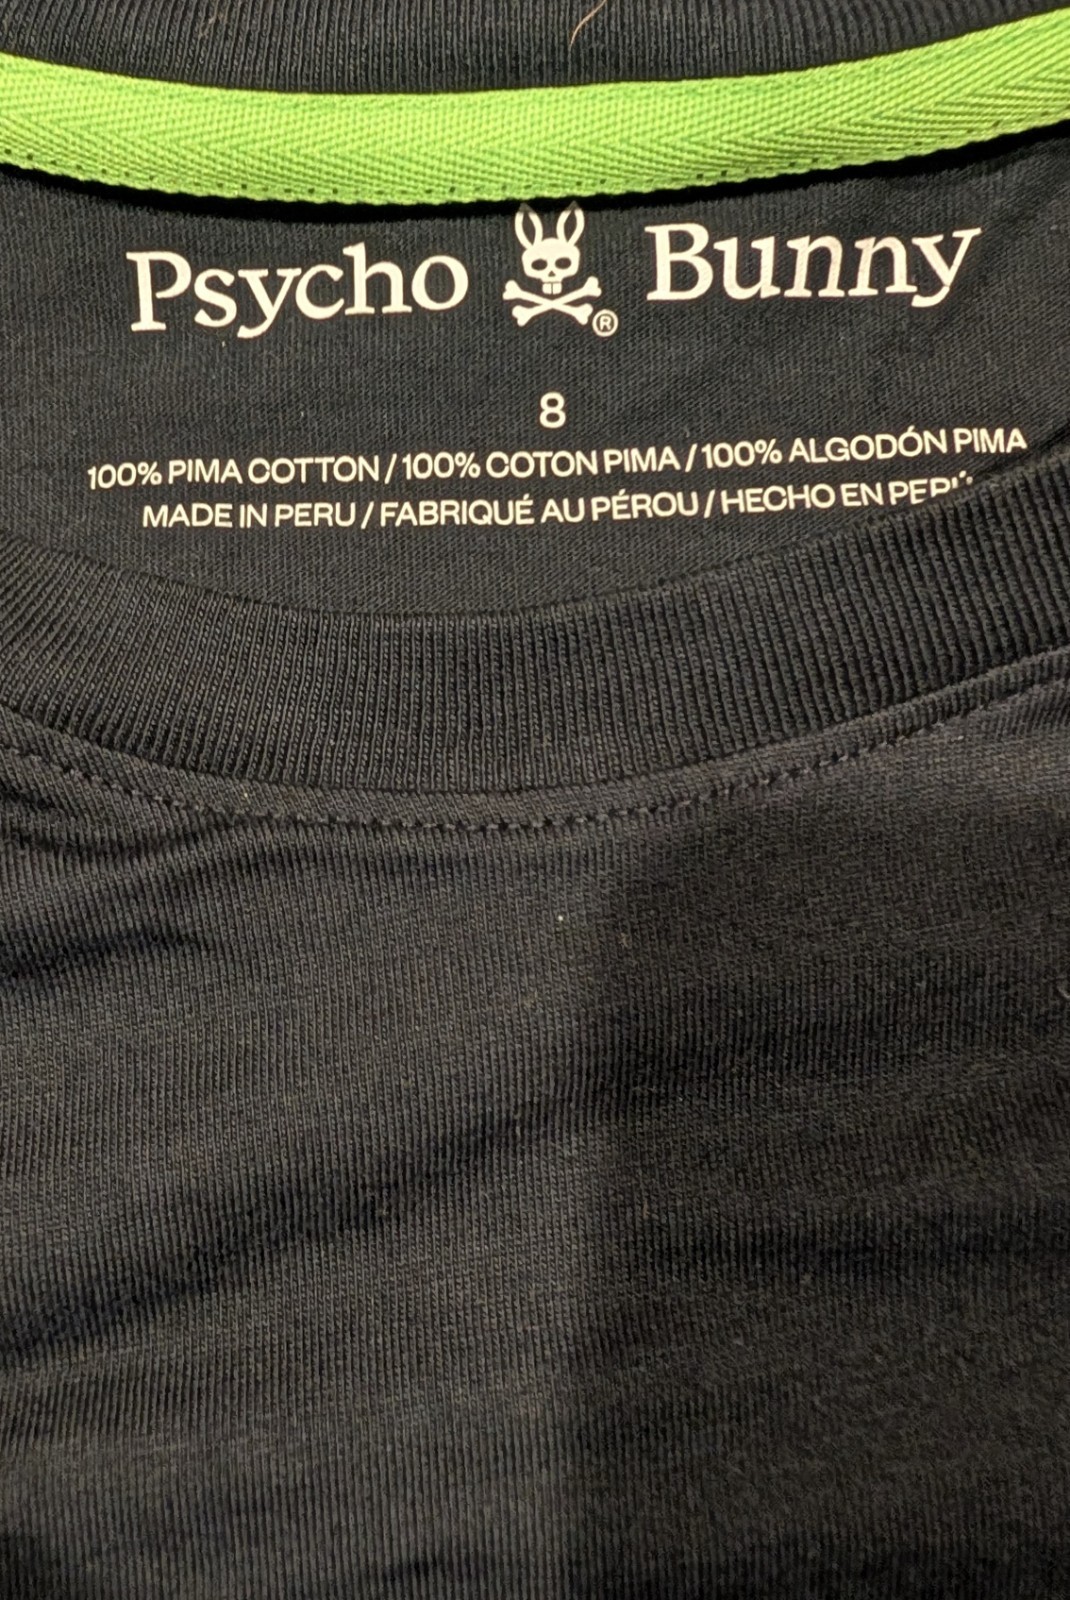 Psycho Bunny
®
8
100% PIMA COTTON / 100% COTON PIMA / 100% ALGODÓN PIMA
MADE IN PERU / FABRIQUÉ AU PÉROU / HECHO EN PERÚ